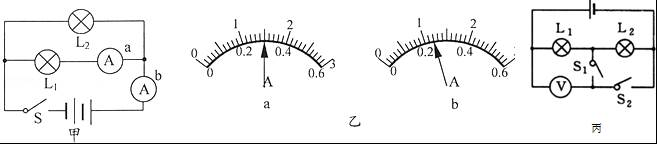 L₂
a
L₁
A
b
A
S
甲
0 1 2 3
0 0.2 0.4 0.6
A
a
0 1 2
0 0.2 0.4 0.6
A
b
乙
L₁ L₂
S₁
V
S₂
丙